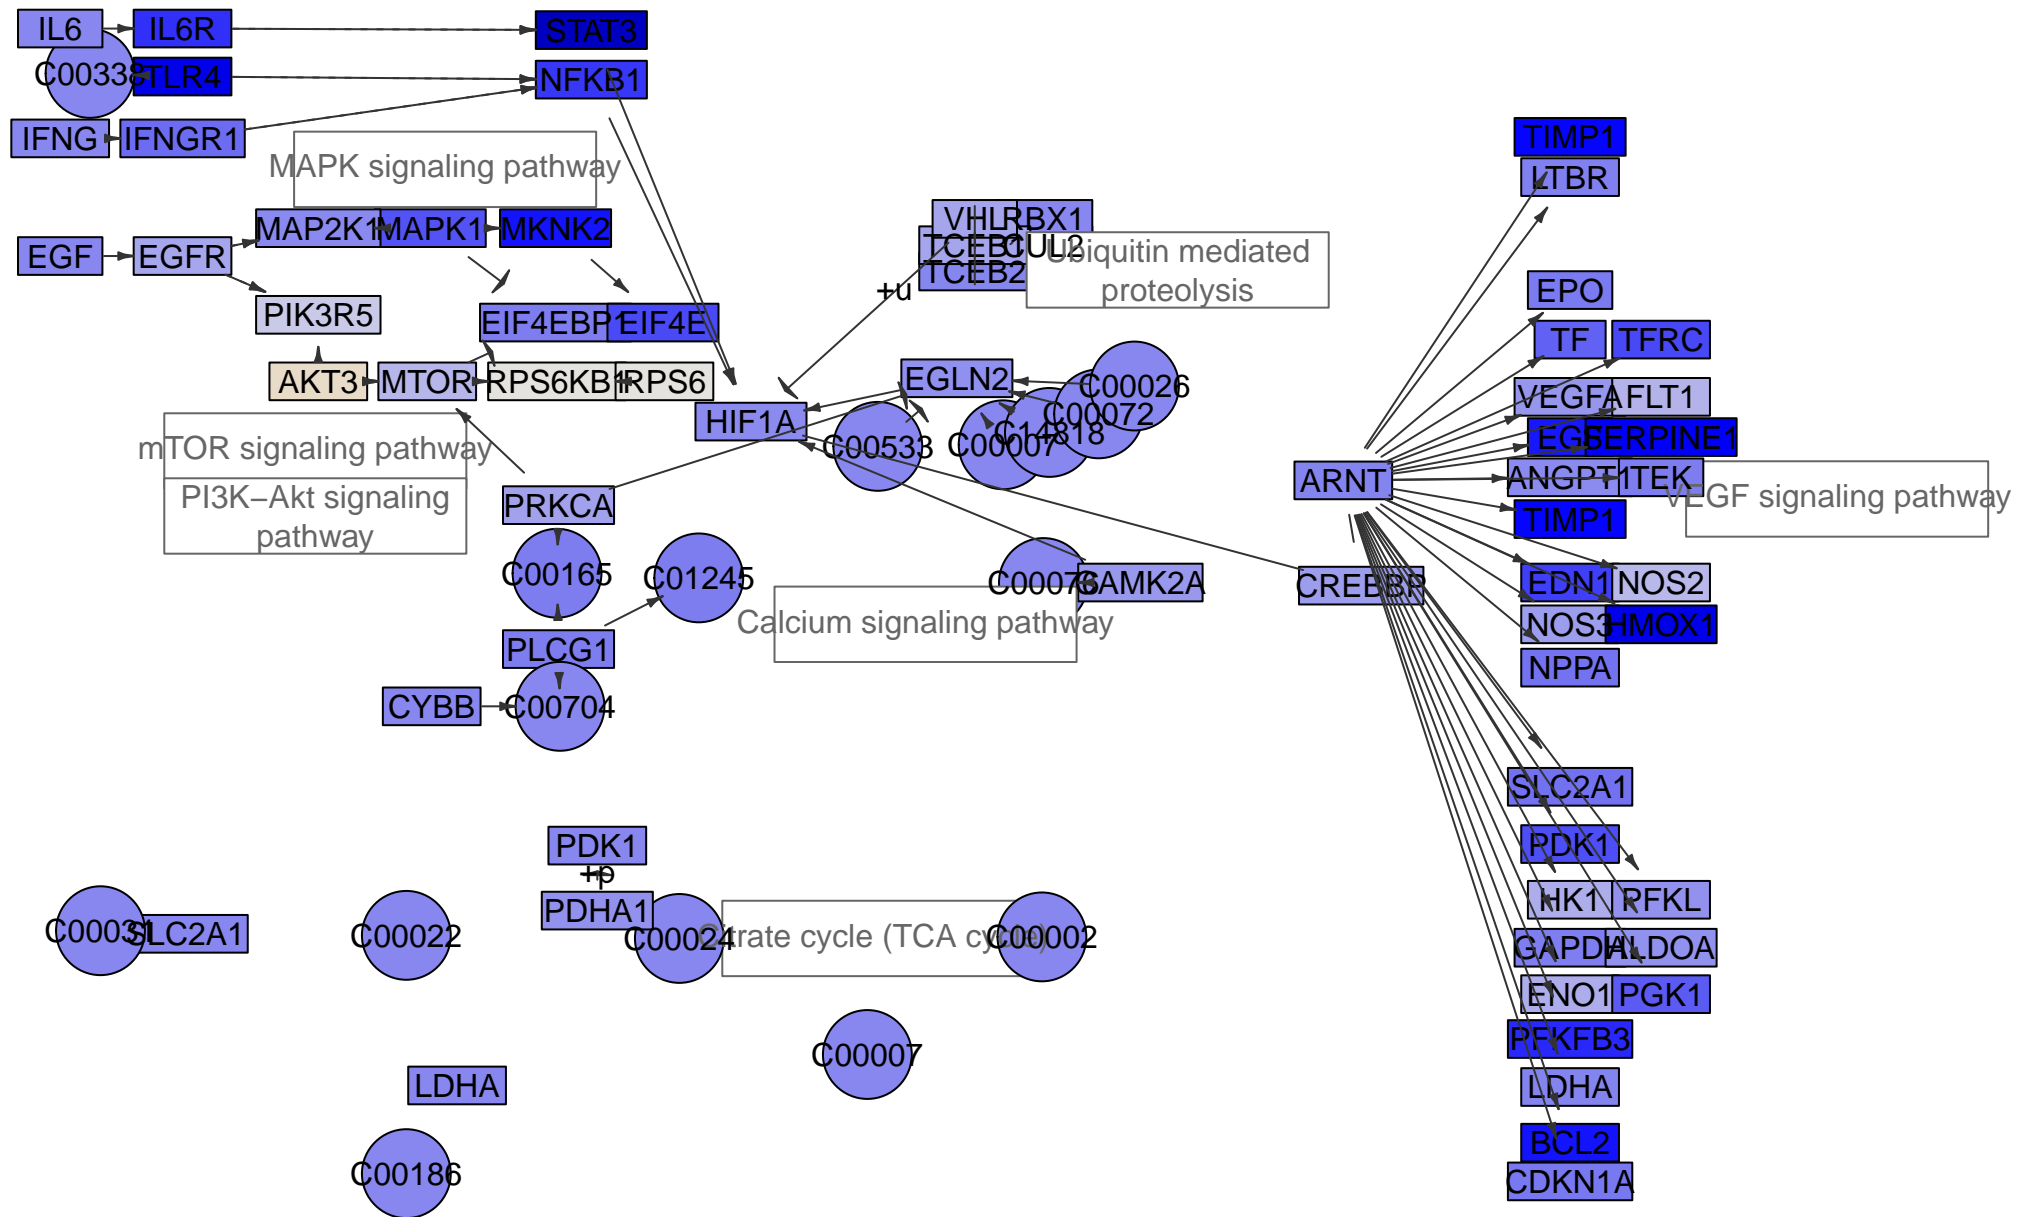 IL6
IL6R
STAT3
C00338
TLR4
NFKB1
IFNG
IFNGR1
MAPK signaling pathway
TIMP1
LTBR
MAP2K1
MAPK1
MKNK2
VHL
RBX1
EGF
EGFR
TCEB1
CUL2
TCEB2
Ubiquitin mediated
proteolysis
+u
EPO
PIK3R5
EIF4EBP1
EIF4E
TF
TFRC
AKT3
MTOR
RPS6KB1
RPS6
EGLN2
C00026
C00072
C14818
C00007
C00533
HIF1A
VEGFA
FLT1
EGF
SERPINE1
mTOR signaling pathway
PI3K−Akt signaling
pathway
ARNT
ANGPT1
TEK
VEGF signaling pathway
PRKCA
TIMP1
C00165
C01245
C00076
CAMK2A
CREBBP
EDN1
NOS2
Calcium signaling pathway
NOS3
HMOX1
PLCG1
NPPA
CYBB
C00704
SLC2A1
PDK1
+p
PDHA1
PDK1
HK1
PFKL
C00031
SLC2A1
C00022
C00024
Citrate cycle (TCA cycle)
C00002
GAPDH
ALDOA
ENO1
PGK1
C00007
PFKFB3
LDHA
LDHA
BCL2
C00186
CDKN1A